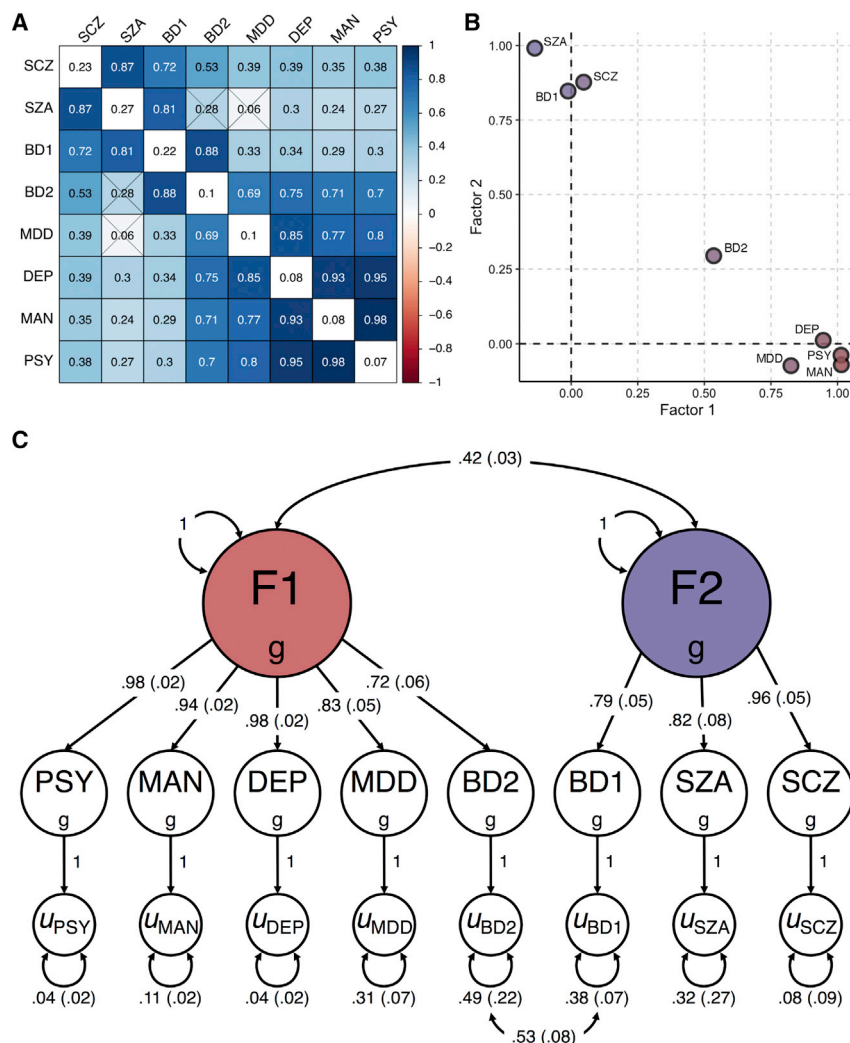 A
SCZ SZA BD1 BD2 MDD DEP MAN PSY
SCZ 0.23 0.87 0.72 0.53 0.39 0.39 0.35 0.38
SZA 0.87 0.27 0.81 0.28 0.06 0.3 0.24 0.27
BD1 0.72 0.81 0.22 0.88 0.33 0.34 0.29 0.3
BD2 0.53 0.28 0.88 0.1 0.69 0.75 0.71 0.7
MDD 0.39 0.06 0.33 0.69 0.1 0.85 0.77 0.8
DEP 0.39 0.3 0.34 0.75 0.85 0.08 0.93 0.95
MAN 0.35 0.24 0.29 0.71 0.77 0.93 0.08 0.98
PSY 0.38 0.27 0.3 0.7 0.8 0.95 0.98 0.07
1
0.8
0.6
0.4
0.2
0
−0.2
−0.4
−0.6
−0.8
−1
B
Factor 2
1.00
0.75
0.50
0.25
0.00
SZA
SCZ
BD1
BD2
DEP
PSY
MDD
MAN
0.00 0.25 0.50 0.75 1.00
Factor 1
C
.42 (.03)
1 1
F1 F2
g g
.98 (.02) .94 (.02) .98 (.02) .83 (.05) .72 (.06) .79 (.05) .82 (.08) .96 (.05)
PSY MAN DEP MDD BD2 BD1 SZA SCZ
g g g g g g g g
1 1 1 1 1 1 1 1
uPSY uMAN uDEP uMDD uBD2 uBD1 uSZA uSCZ
.04 (.02) .11 (.02) .04 (.02) .31 (.07) .49 (.22) .38 (.07) .32 (.27) .08 (.09)
.53 (.08)